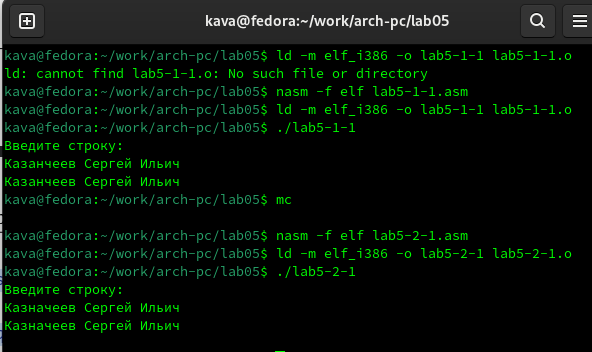 kava@fedora:~/work/arch-pc/lab05
kava@fedora:~/work/arch-pc/lab05$ ld -m elf_i386 -o lab5-1-1 lab5-1-1.o
ld: cannot find lab5-1-1.o: No such file or directory
kava@fedora:~/work/arch-pc/lab05$ nasm -f elf lab5-1-1.asm
kava@fedora:~/work/arch-pc/lab05$ ld -m elf_i386 -o lab5-1-1 lab5-1-1.o
kava@fedora:~/work/arch-pc/lab05$ ./lab5-1-1
Введите строку:
Казанчеев Сергей Ильич
Казанчеев Сергей Ильич
kava@fedora:~/work/arch-pc/lab05$ mc
kava@fedora:~/work/arch-pc/lab05$ nasm -f elf lab5-2-1.asm
kava@fedora:~/work/arch-pc/lab05$ ld -m elf_i386 -o lab5-2-1 lab5-2-1.o
kava@fedora:~/work/arch-pc/lab05$ ./lab5-2-1
Введите строку:
Казначеев Сергей Ильич
Казначеев Сергей Ильич